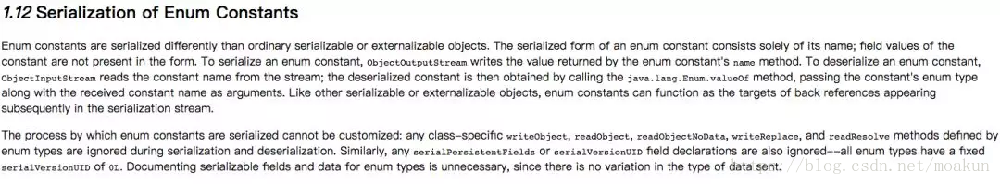 1.12 Serialization of Enum Constants
Enum constants are serialized differently than ordinary serializable or externalizable objects. The serialized form of an enum constant consists solely of its name; field values of the
constant are not present in the form. To serialize an enum constant, ObjectOutputStream writes the value returned by the enum constant's name method. To deserialize an enum constant,
ObjectInputStream reads the constant name from the stream; the deserialized constant is then obtained by calling the java.lang.Enum.valueOf method, passing the constant's enum type
along with the received constant name as arguments. Like other serializable or externalizable objects, enum constants can function as the targets of back references appearing
subsequently in the serialization stream.
The process by which enum constants are serialized cannot be customized: any class-specific writeObject, readObject, readObjectNoData, writeReplace, and readResolve methods defined by
enum types are ignored during serialization and deserialization. Similarly, any serialPersistentFields or serialVersionUID field declarations are also ignored--all enum types have a fixed
serialVersionUID of 0L. Documenting serializable fields and data for enum types is unnecessary, since there is no variation in the type of data sent.
https://blog.csdn.net/moakun